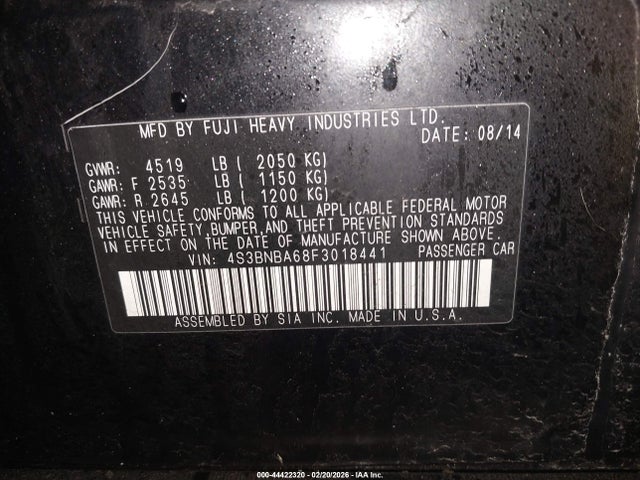 MFD BY FUJI HEAVY INDUSTRIES LTD.
DATE: 08/14
GVWR: 4519 LB ( 2050 KG)
GAWR: F 2535 LB ( 1150 KG)
GAWR: R 2645 LB ( 1200 KG)
THIS VEHICLE CONFORMS TO ALL APPLICABLE FEDERAL MOTOR
VEHICLE SAFETY, BUMPER, AND THEFT PREVENTION STANDARDS
IN EFFECT ON THE DATE OF MANUFACTURE SHOWN ABOVE.
VIN: 4S3BNBA68F3018441 PASSENGER CAR
ASSEMBLED BY SIA INC. MADE IN U.S.A.
000-44422320 - 02/20/2026 - IAA Inc.